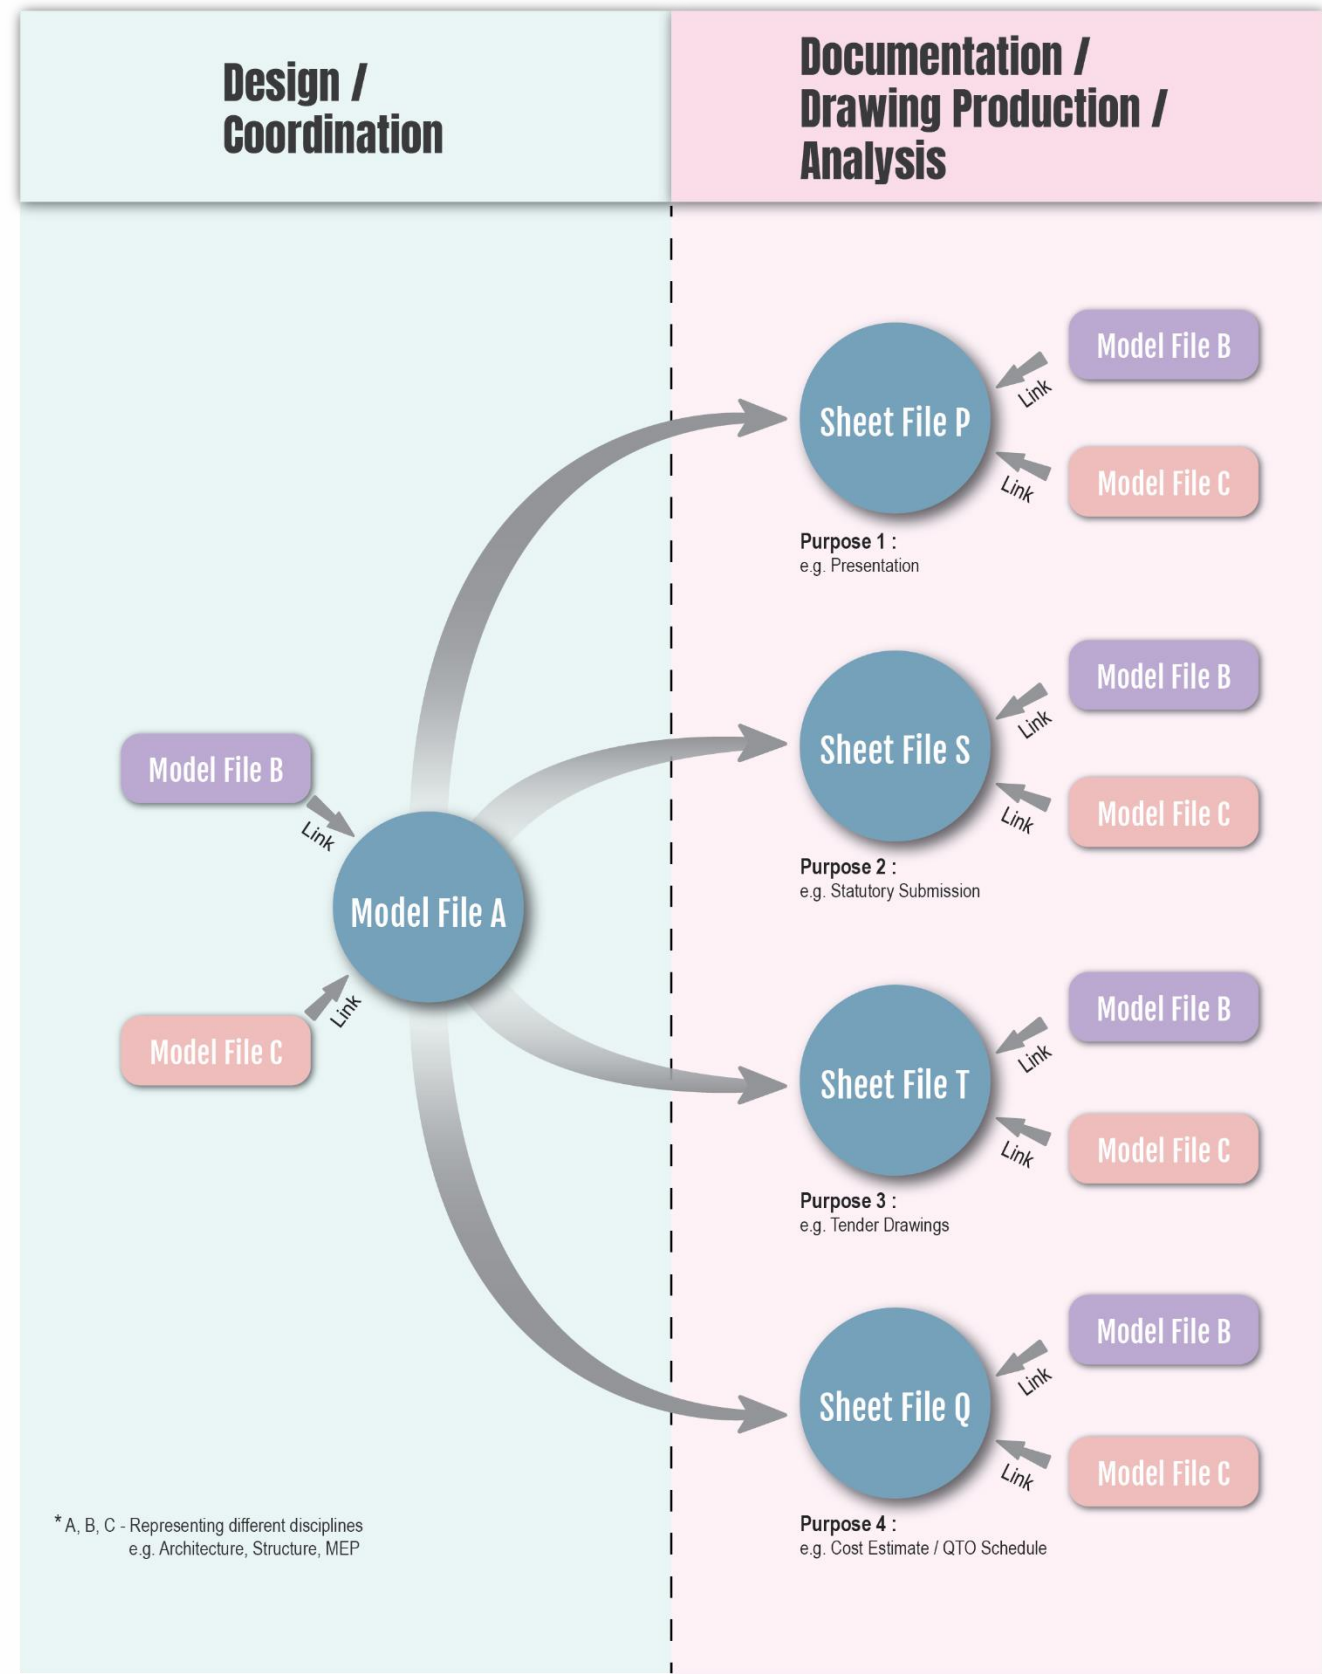 Design /
Coordination
Documentation /
Drawing Production /
Analysis
Model File B
Link
Model File A
Link
Model File C
Sheet File P
Model File B
Link
Model File C
Link
Purpose 1 :
e.g. Presentation
Sheet File S
Model File B
Link
Model File C
Link
Purpose 2 :
e.g. Statutory Submission
Sheet File T
Model File B
Link
Model File C
Link
Purpose 3 :
e.g. Tender Drawings
Sheet File Q
Model File B
Link
Model File C
Link
Purpose 4 :
e.g. Cost Estimate / QTO Schedule
* A, B, C - Representing different disciplines
e.g. Architecture, Structure, MEP